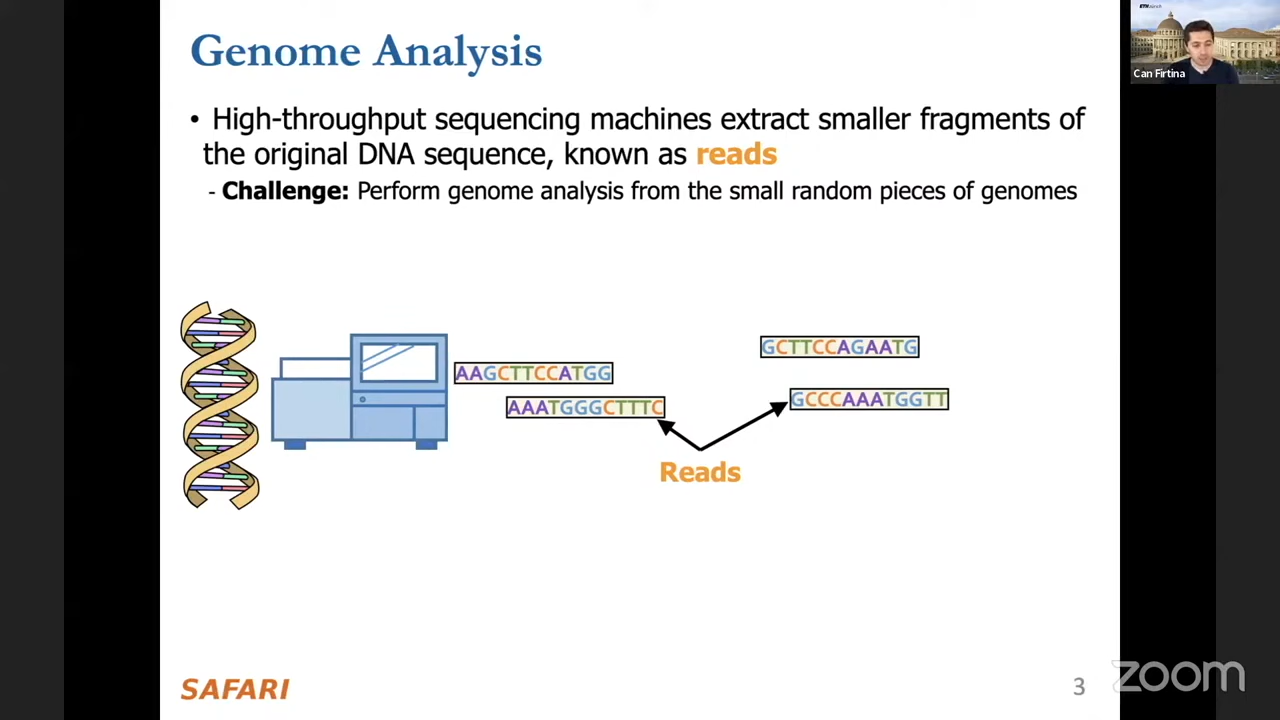 Genome Analysis
• High-throughput sequencing machines extract smaller fragments of
the original DNA sequence, known as reads
- Challenge: Perform genome analysis from the small random pieces of genomes
AAGCTTCCATGG
AAATGGGCTTTC
GCTTCCAGAATG
GCCCAAATGGTT
Reads
SAFARI
3
ETH zürich
Can Firtina
zoom